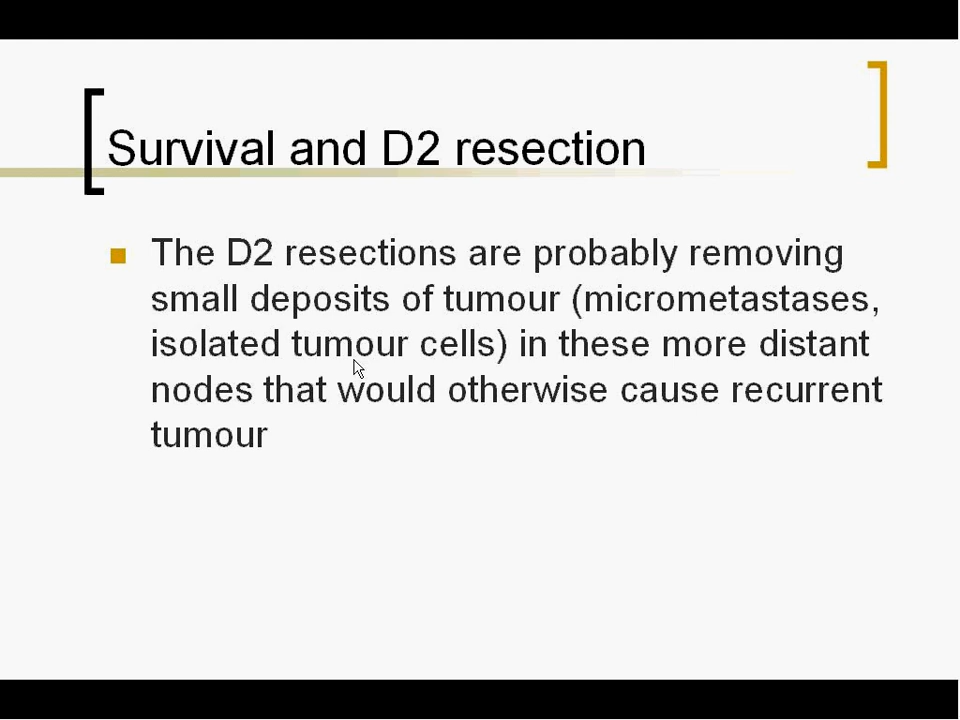 Survival and D2 resection
The D2 resections are probably removing
small deposits of tumour (micrometastases,
isolated tumour cells) in these more distant
nodes that would otherwise cause recurrent
tumour